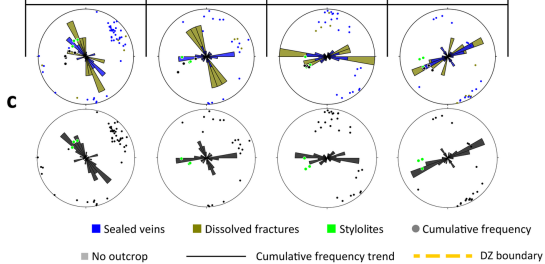 c
Sealed veins Dissolved fractures Stylolites Cumulative frequency
No outcrop Cumulative frequency trend DZ boundary